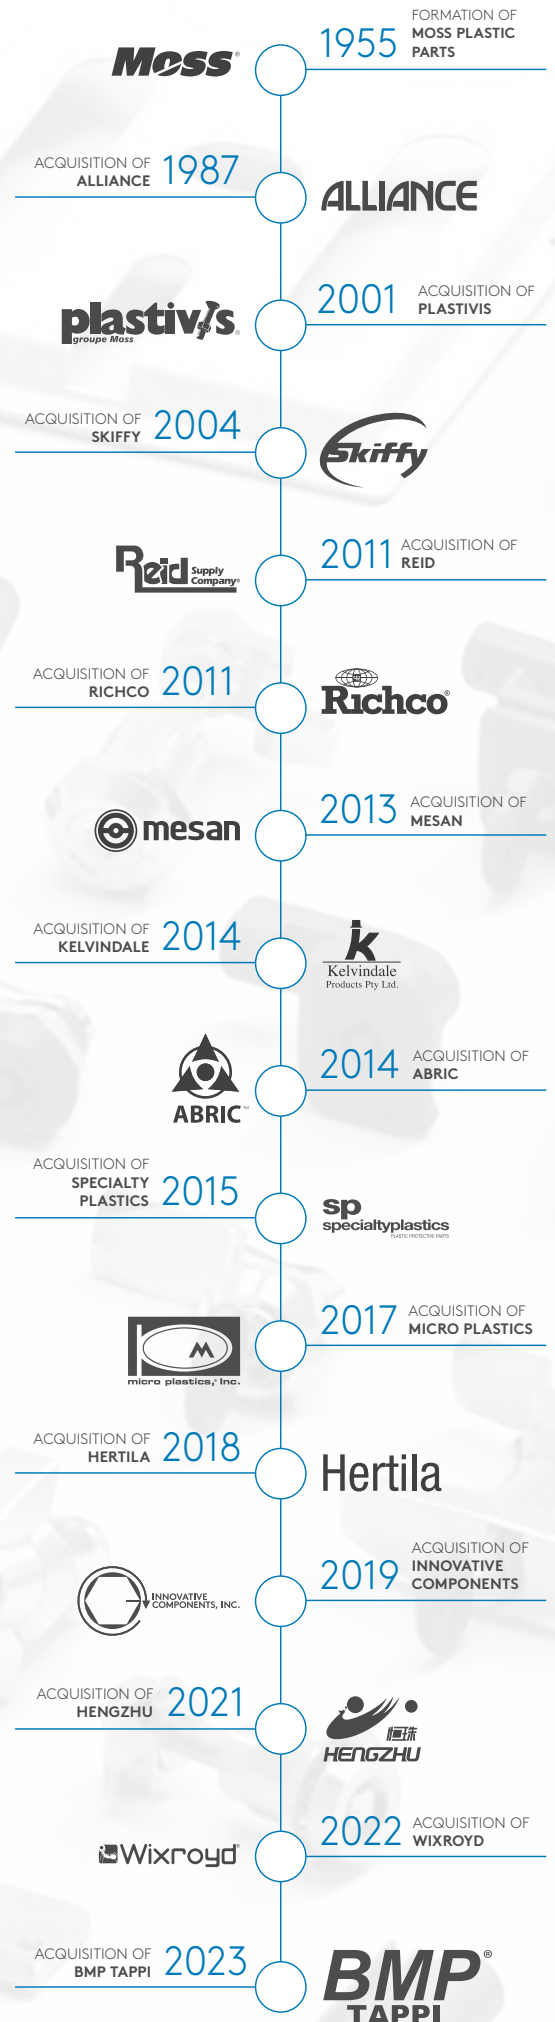 Moss®
1955
FORMATION OF
MOSS PLASTIC
PARTS
ACQUISITION OF
ALLIANCE
1987
ALLIANCE
plastivis®
groupe Moss
2001
ACQUISITION OF
PLASTIVIS
ACQUISITION OF
SKIFFY
2004
Skiffy
Reid Supply
Company®
2011
ACQUISITION OF
REID
ACQUISITION OF
RICHCO
2011
Richco®
mesan
2013
ACQUISITION OF
MESAN
ACQUISITION OF
KELVINDALE
2014
k
Kelvindale
Products Pty Ltd.
ABRIC™
2014
ACQUISITION OF
ABRIC
ACQUISITION OF
SPECIALTY
PLASTICS
2015
sp
specialtyplastics
PLASTIC PROTECTIVE PARTS
M
micro plastics,® Inc.
2017
ACQUISITION OF
MICRO PLASTICS
ACQUISITION OF
HERTILA
2018
Hertila
INNOVATIVE
COMPONENTS, INC.
2019
ACQUISITION OF
INNOVATIVE
COMPONENTS
ACQUISITION OF
HENGZHU
2021
恒珠
HENGZHU
Wixroyd®
2022
ACQUISITION OF
WIXROYD
ACQUISITION OF
BMP TAPPI
2023
BMP®
TAPPI